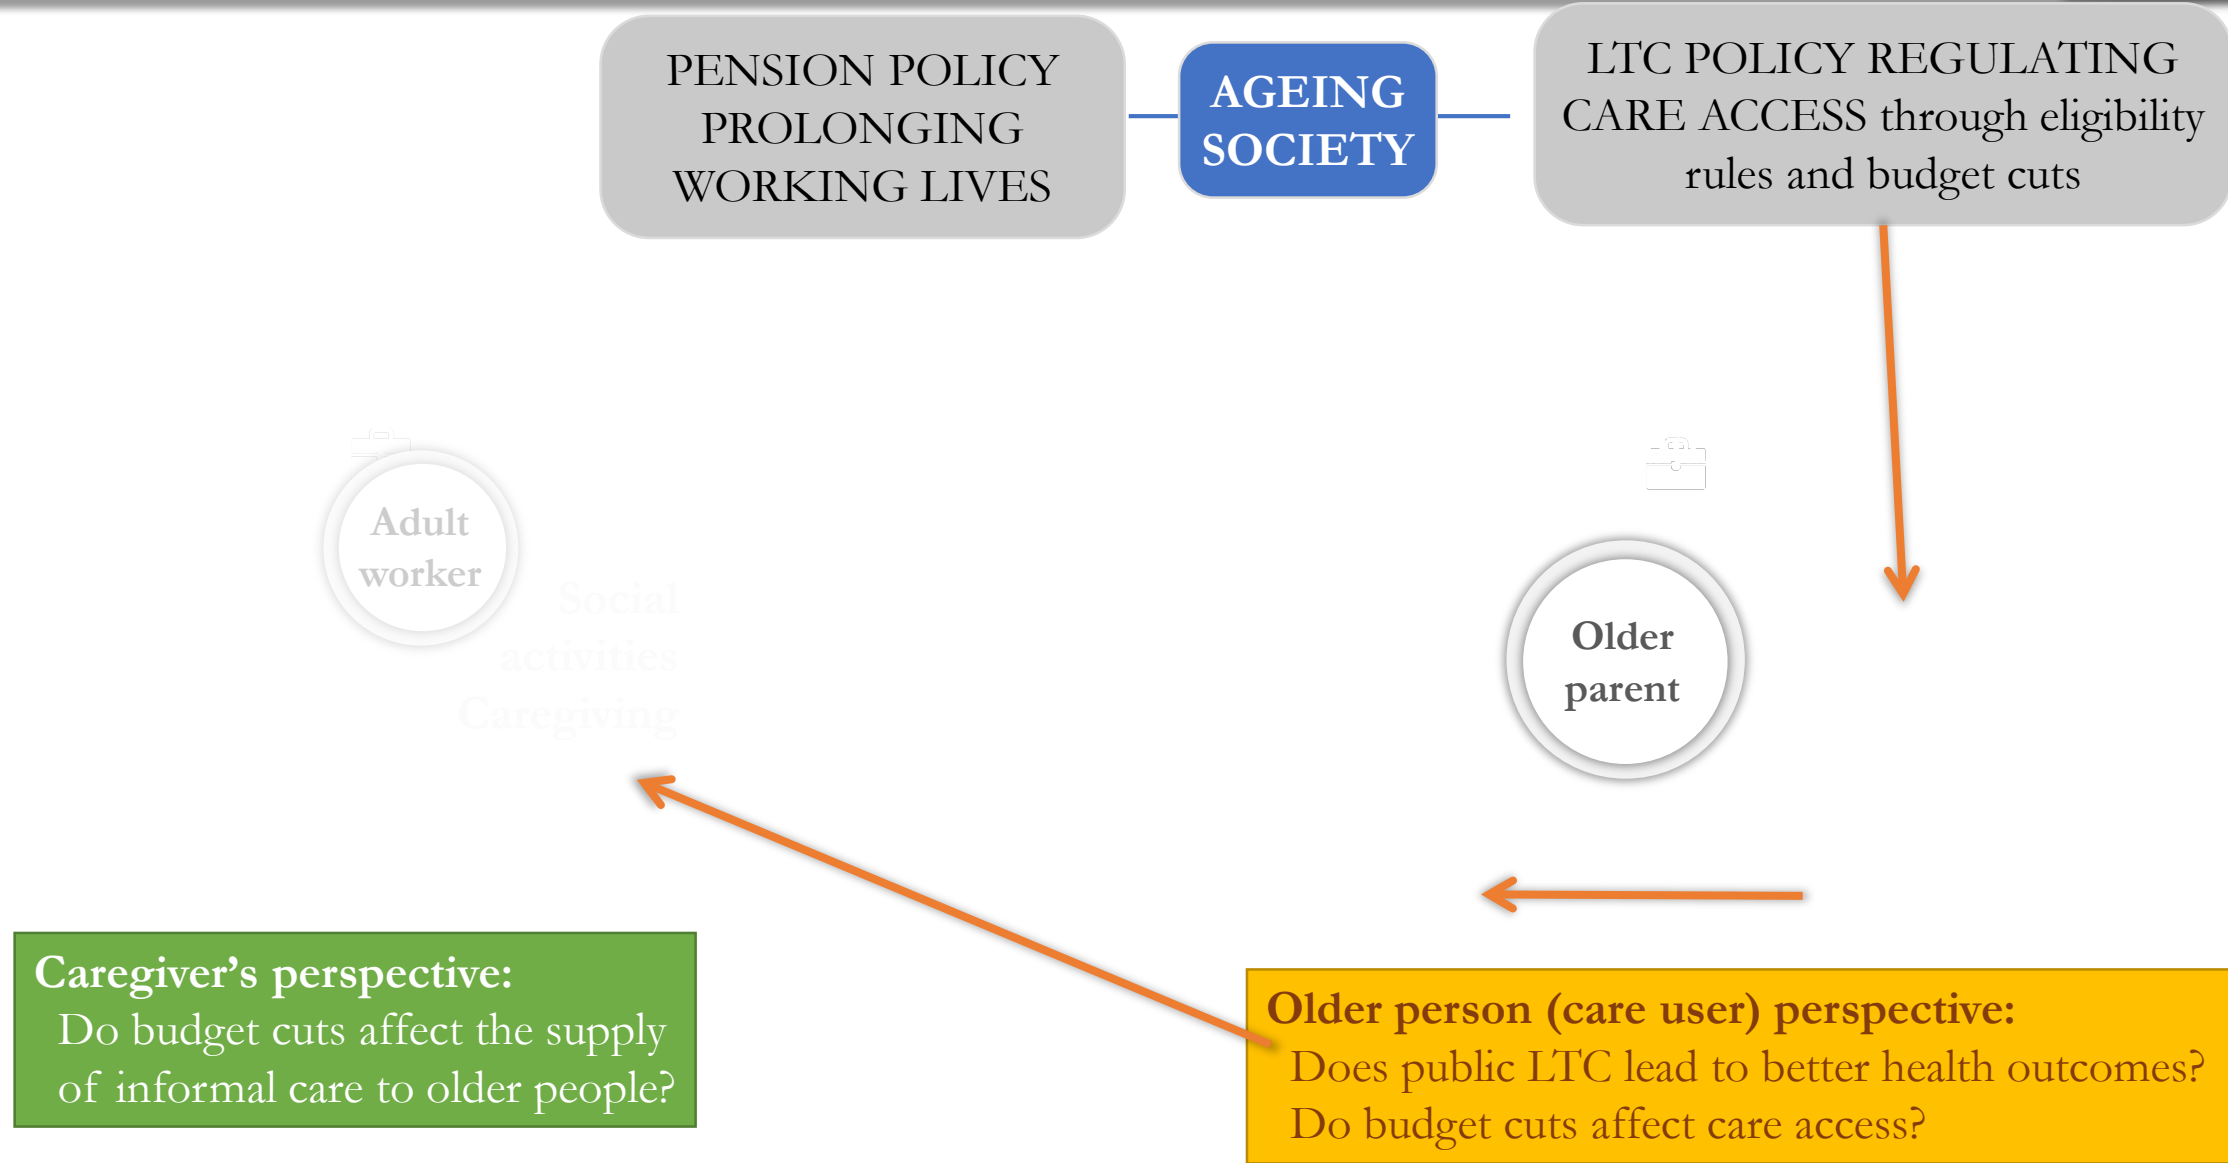 PENSION POLICY
PROLONGING
WORKING LIVES
AGEING
SOCIETY
LTC POLICY REGULATING
CARE ACCESS through eligibility
rules and budget cuts
Adult
worker
Social
activities
Caregiving
Older
parent
Caregiver’s perspective:
Do budget cuts affect the supply
of informal care to older people?
Older person (care user) perspective:
Does public LTC lead to better health outcomes?
Do budget cuts affect care access?